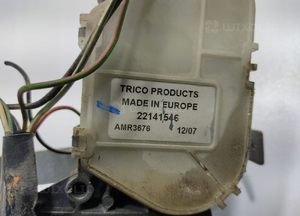 TRICO PRODUCTS
MADE IN EUROPE
22141546
AMR3676 12/07